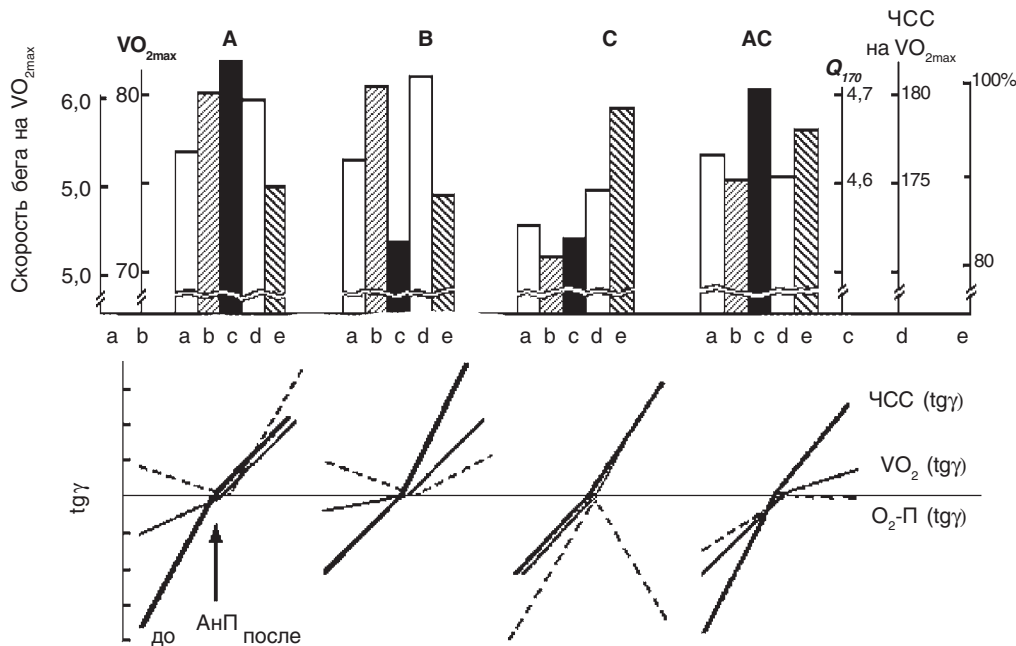 Скорость бега на VO2max
VO2max
A
B
C
AC
ЧСС
на VO2max
Q170
6,0
5,0
5,0
80
70
4,7
4,6
180
175
100%
80
a b
a b c d e
a b c d e
a b c d e
a b c d e
c d e
tgγ
до
АнП
после
ЧСС (tgγ)
VO2 (tgγ)
O2-П (tgγ)